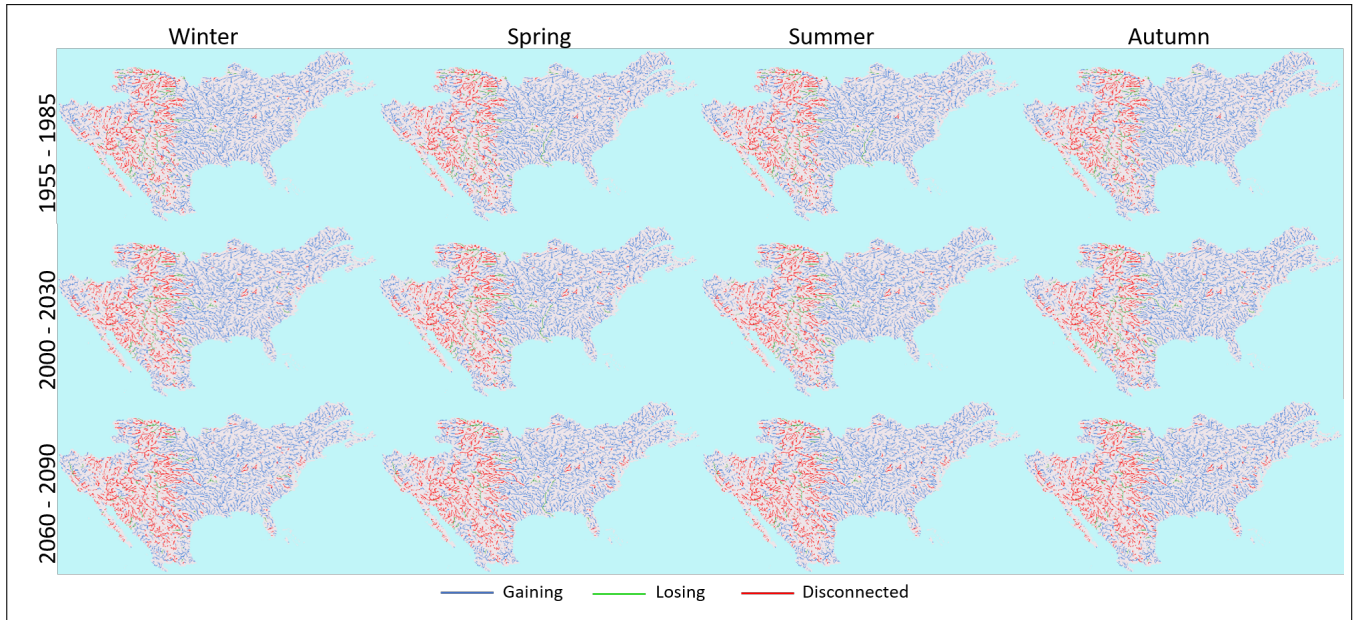 Winter Spring Summer Autumn
1955 - 1985
2000 - 2030
2060 - 2090
Gaining Losing Disconnected